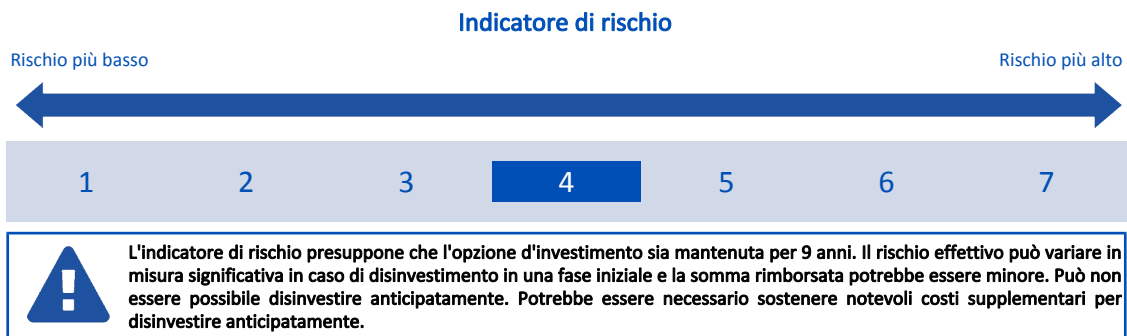 Indicatore di rischio
Rischio più basso Rischio più alto
1 2 3 4 5 6 7
L'indicatore di rischio presuppone che l'opzione d'investimento sia mantenuta per 9 anni. Il rischio effettivo può variare in
misura significativa in caso di disinvestimento in una fase iniziale e la somma rimborsata potrebbe essere minore. Può non
essere possibile disinvestire anticipatamente. Potrebbe essere necessario sostenere notevoli costi supplementari per
disinvestire anticipatamente.